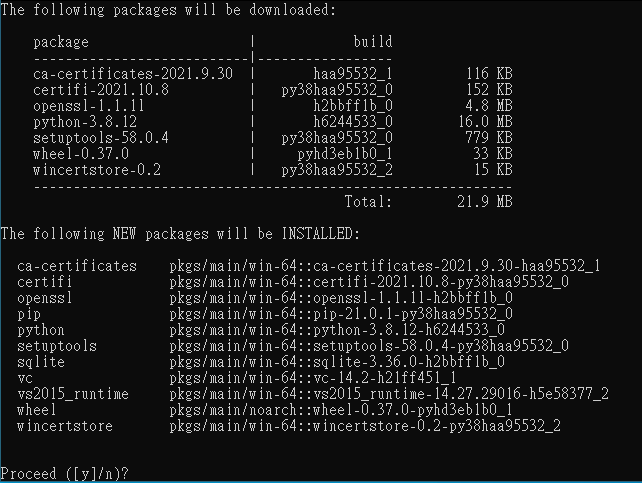 The following packages will be downloaded:
package | build
---------------------------|-----------------
ca-certificates-2021.9.30 | haa95532_1 116 KB
certifi-2021.10.8 | py38haa95532_0 152 KB
openssl-1.1.1l | h2bbff1b_0 4.8 MB
python-3.8.12 | h6244533_0 16.0 MB
setuptools-58.0.4 | py38haa95532_0 779 KB
wheel-0.37.0 | pyhd3eb1b0_1 33 KB
wincertstore-0.2 | py38haa95532_2 15 KB
------------------------------------------------------------
Total: 21.9 MB
The following NEW packages will be INSTALLED:
ca-certificates pkgs/main/win-64::ca-certificates-2021.9.30-haa95532_1
certifi pkgs/main/win-64::certifi-2021.10.8-py38haa95532_0
openssl pkgs/main/win-64::openssl-1.1.1l-h2bbff1b_0
pip pkgs/main/win-64::pip-21.0.1-py38haa95532_0
python pkgs/main/win-64::python-3.8.12-h6244533_0
setuptools pkgs/main/win-64::setuptools-58.0.4-py38haa95532_0
sqlite pkgs/main/win-64::sqlite-3.36.0-h2bbff1b_0
vc pkgs/main/win-64::vc-14.2-h21ff451_1
vs2015_runtime pkgs/main/win-64::vs2015_runtime-14.27.29016-h5e58377_2
wheel pkgs/main/noarch::wheel-0.37.0-pyhd3eb1b0_1
wincertstore pkgs/main/win-64::wincertstore-0.2-py38haa95532_2
Proceed ([y]/n)?